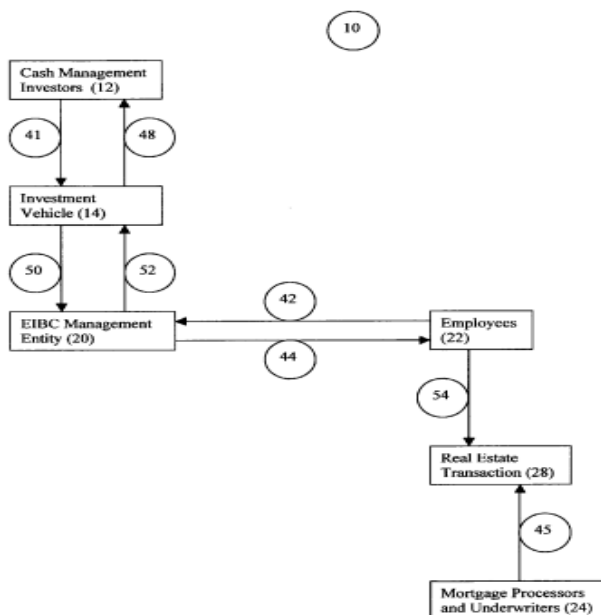 10
Cash Management
Investors (12)
41
48
Investment
Vehicle (14)
50
52
42
EIBC Management
Entity (20)
Employees
(22)
44
54
Real Estate
Transaction (28)
45
Mortgage Processors
and Underwriters (24)